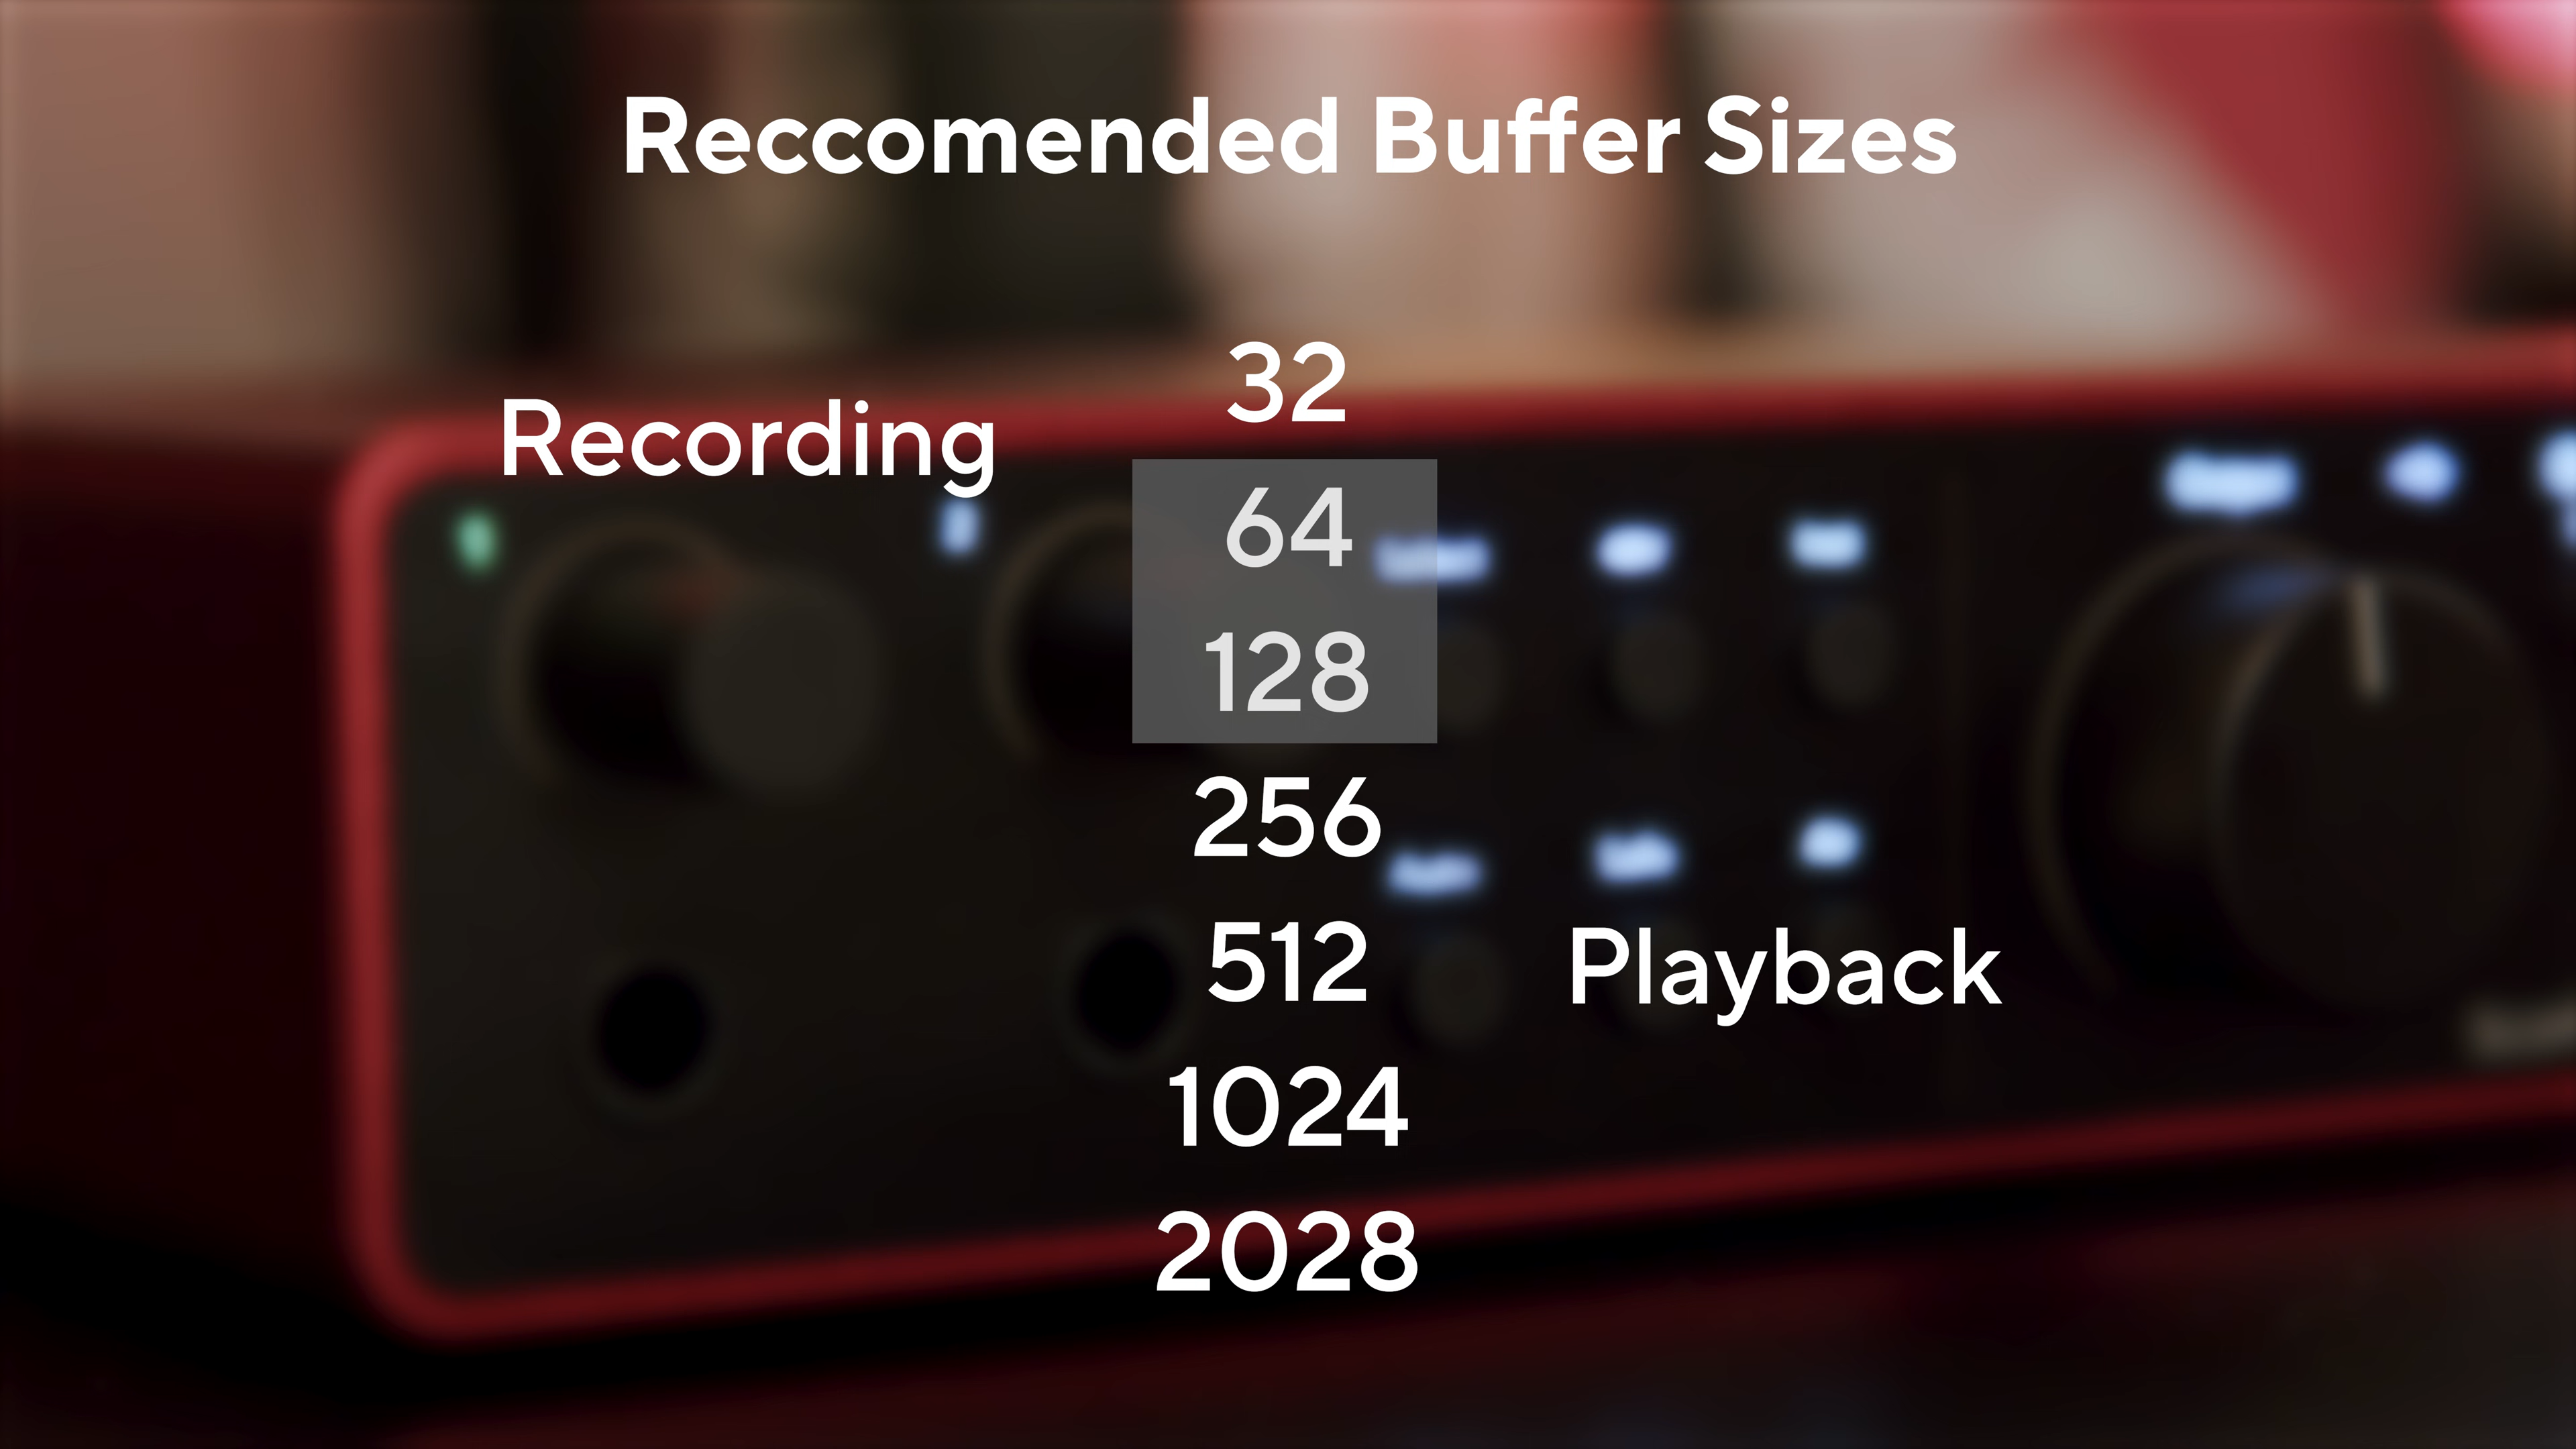 Reccomended Buffer Sizes
32
Recording
64
128
256
512
Playback
1024
2028